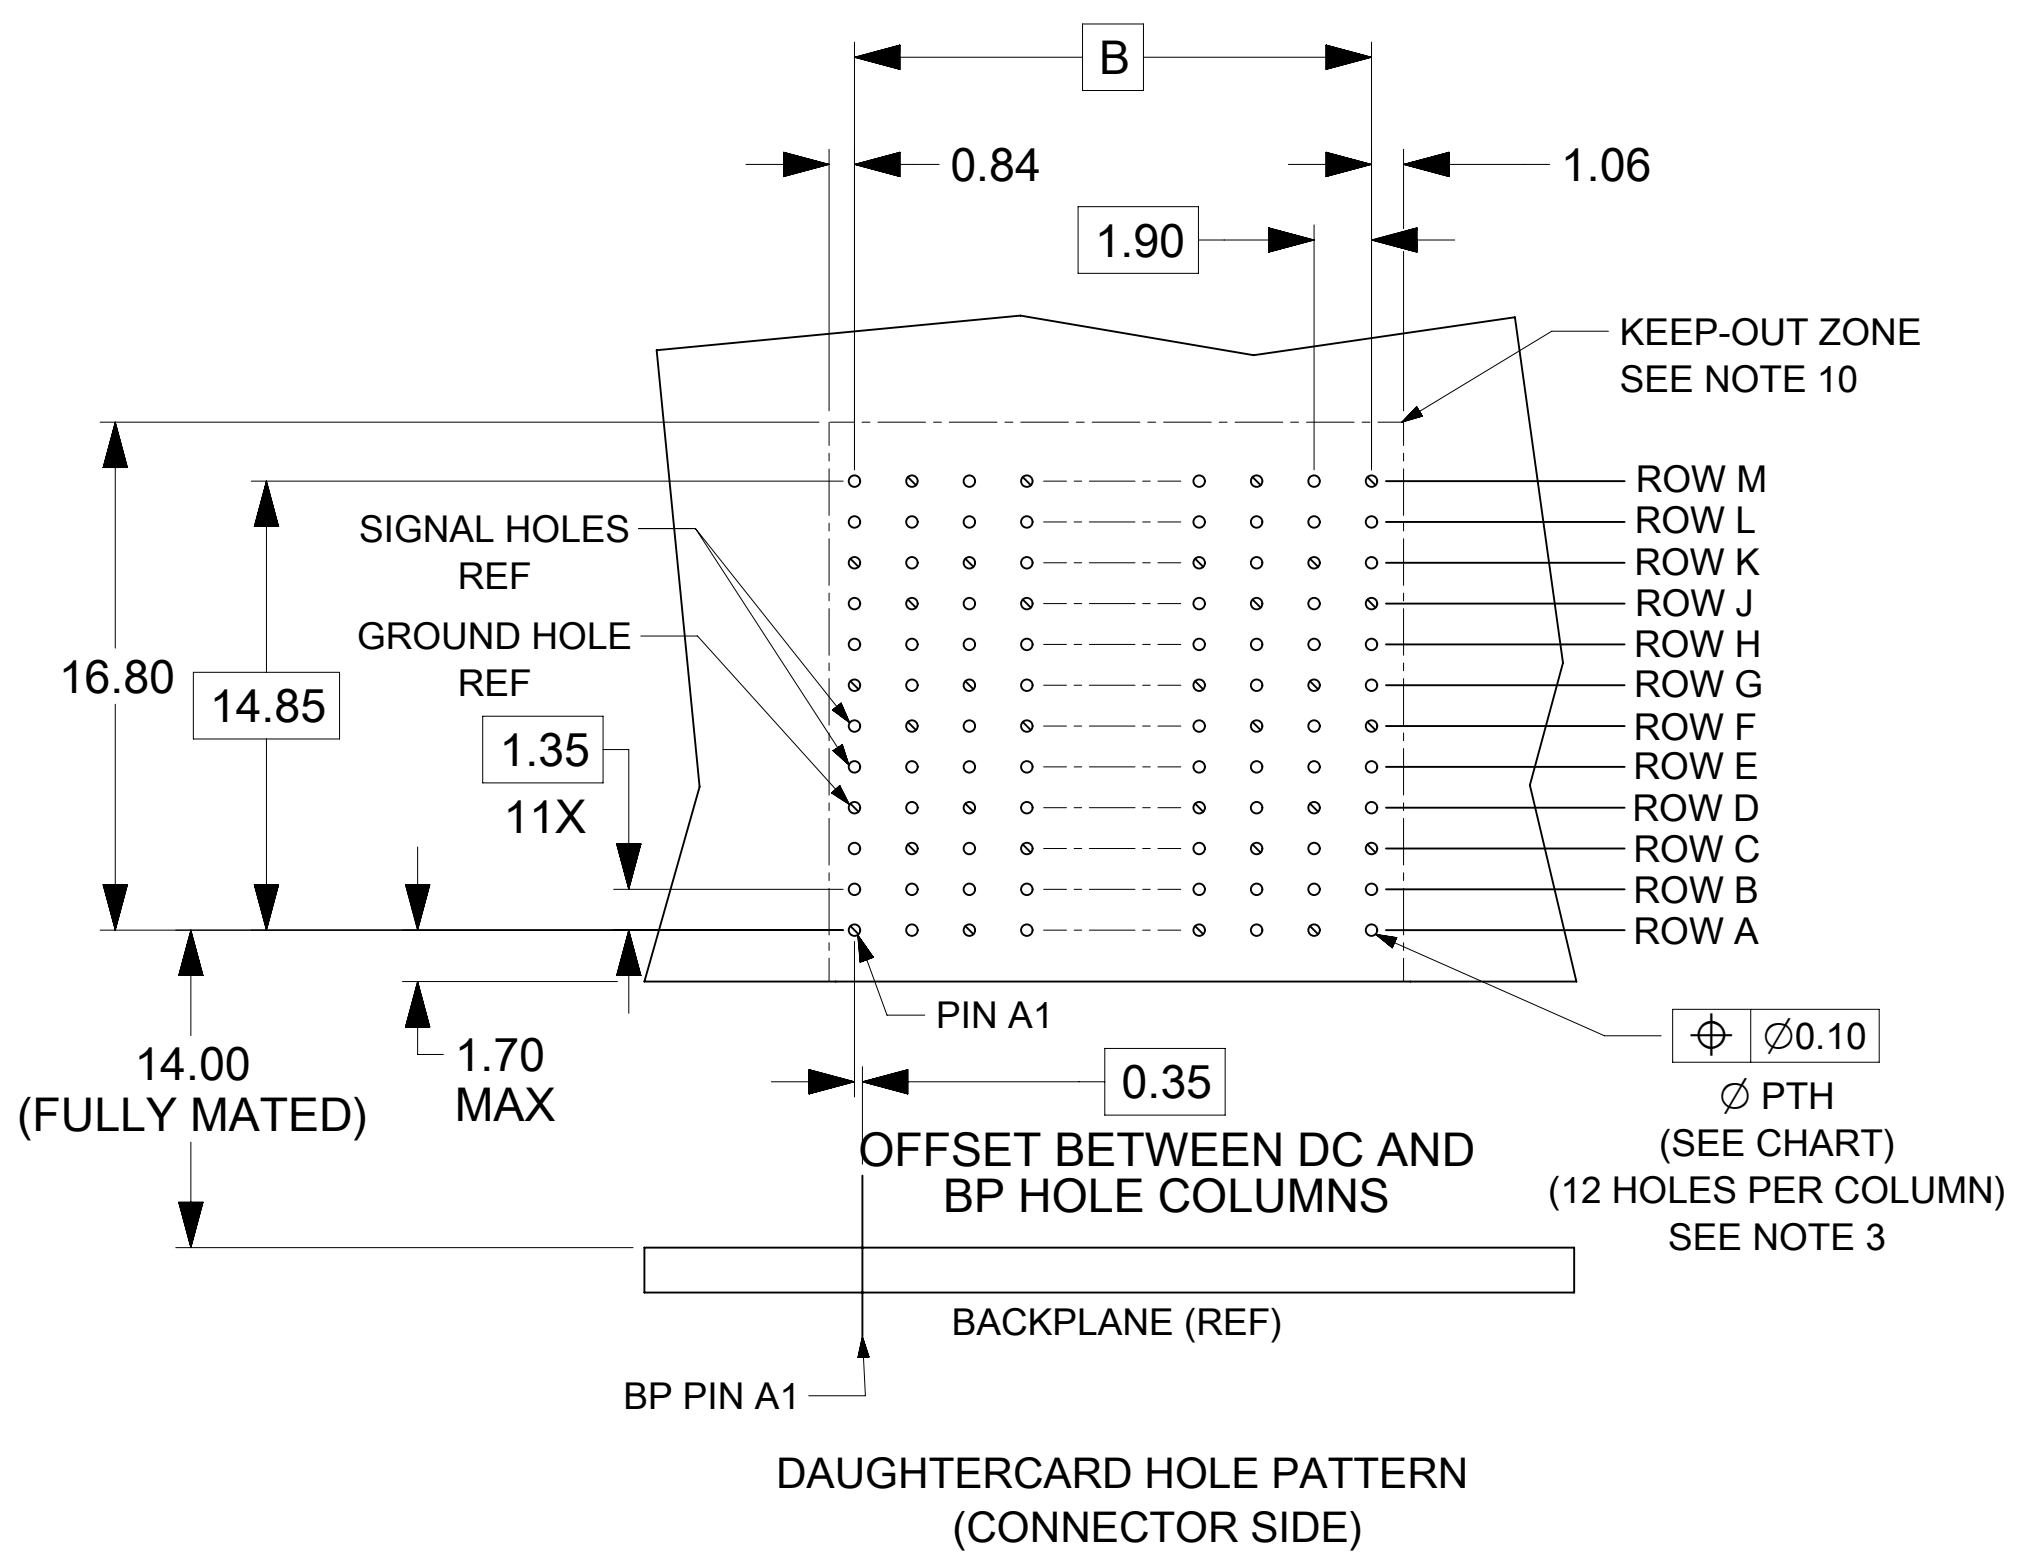 B
0.84
1.06
1.90
KEEP-OUT ZONE
SEE NOTE 10
ROW M
ROW L
ROW K
ROW J
ROW H
ROW G
ROW F
ROW E
ROW D
ROW C
ROW B
ROW A
SIGNAL HOLES
REF
GROUND HOLE
REF
16.80
14.85
1.35
11X
PIN A1
1.70
MAX
14.00
(FULLY MATED)
0.35
OFFSET BETWEEN DC AND
BP HOLE COLUMNS
⌖ ∅0.10
∅ PTH
(SEE CHART)
(12 HOLES PER COLUMN)
SEE NOTE 3
BACKPLANE (REF)
BP PIN A1
DAUGHTERCARD HOLE PATTERN
(CONNECTOR SIDE)